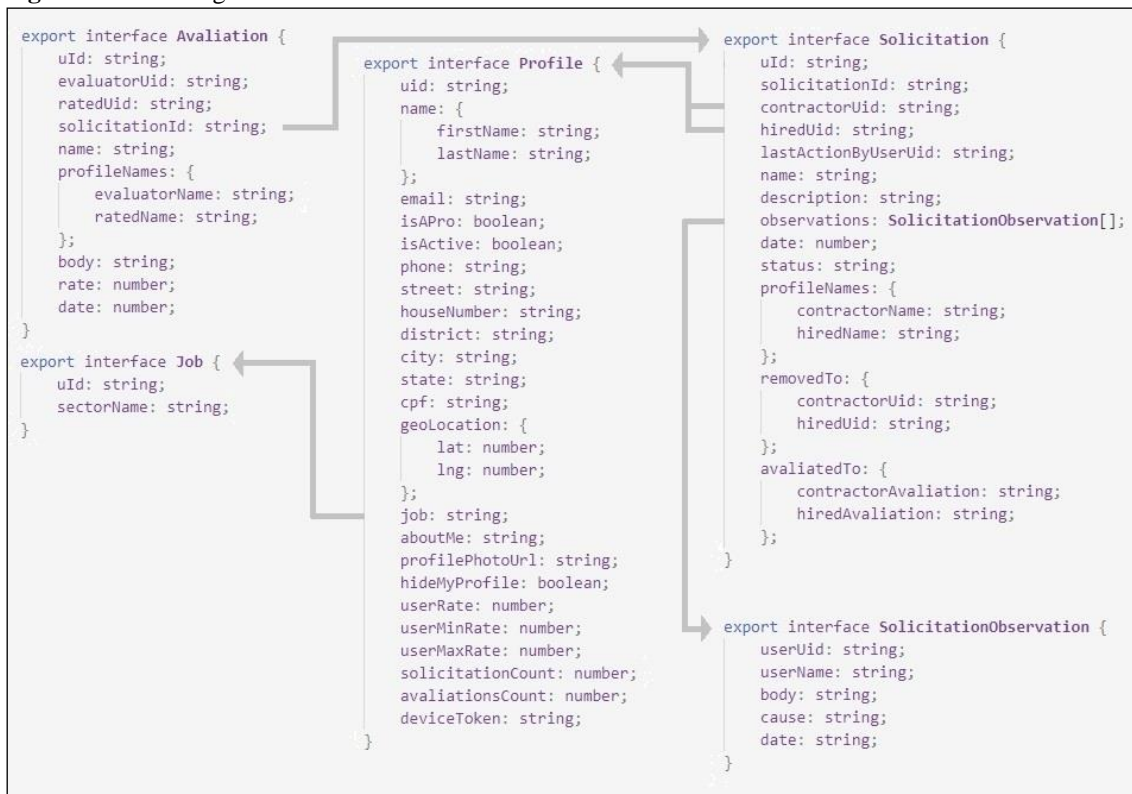 export interface Avaliation {
uId: string;
evaluatorUid: string;
ratedUid: string;
solicitationId: string;
name: string;
profileNames: {
evaluatorName: string;
ratedName: string;
};
body: string;
rate: number;
date: number;
}
export interface Job {
uId: string;
sectorName: string;
}
export interface Profile {
uid: string;
name: {
firstName: string;
lastName: string;
};
email: string;
isAPro: boolean;
isActive: boolean;
phone: string;
street: string;
houseNumber: string;
district: string;
city: string;
state: string;
cpf: string;
geoLocation: {
lat: number;
lng: number;
};
job: string;
aboutMe: string;
profilePhotoUrl: string;
hideMyProfile: boolean;
userRate: number;
userMinRate: number;
userMaxRate: number;
solicitationCount: number;
avaliationsCount: number;
deviceToken: string;
}
export interface Solicitation {
uId: string;
solicitationId: string;
contractorUid: string;
hiredUid: string;
lastActionByUserUid: string;
name: string;
description: string;
observations: SolicitationObservation[];
date: number;
status: string;
profileNames: {
contractorName: string;
hiredName: string;
};
removedTo: {
contractorUid: string;
hiredUid: string;
};
avaliatedTo: {
contractorAvaliation: string;
hiredAvaliation: string;
};
}
export interface SolicitationObservation {
userUid: string;
userName: string;
body: string;
cause: string;
date: string;
}